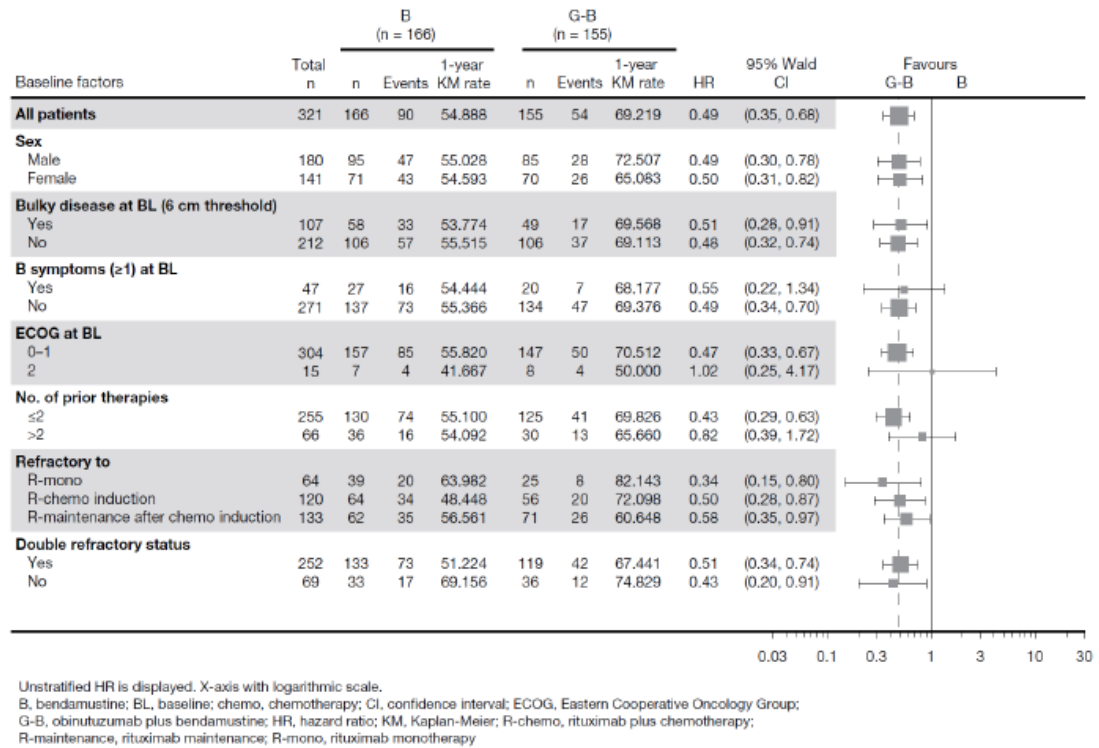 B G-B
(n = 166) (n = 155)
Total 1-year 1-year 95% Wald Favours
Baseline factors n n Events KM rate n Events KM rate HR CI G-B B
All patients 321 166 90 54.888 155 54 69.219 0.49 (0.35, 0.68)
Sex
Male 180 95 47 55.028 85 28 72.507 0.49 (0.30, 0.78)
Female 141 71 43 54.593 70 26 65.083 0.50 (0.31, 0.82)
Bulky disease at BL (6 cm threshold)
Yes 107 58 33 53.774 49 17 69.568 0.51 (0.28, 0.91)
No 212 106 57 55.515 106 37 69.113 0.48 (0.32, 0.74)
B symptoms (≥1) at BL
Yes 47 27 16 54.444 20 7 68.177 0.55 (0.22, 1.34)
No 271 137 73 55.366 134 47 69.376 0.49 (0.34, 0.70)
ECOG at BL
0–1 304 157 85 55.820 147 50 70.512 0.47 (0.33, 0.67)
2 15 7 4 41.667 8 4 50.000 1.02 (0.25, 4.17)
No. of prior therapies
≤2 255 130 74 55.100 125 41 69.826 0.43 (0.29, 0.63)
>2 66 36 16 54.092 30 13 65.660 0.82 (0.39, 1.72)
Refractory to
R-mono 64 39 20 63.982 25 8 82.143 0.34 (0.15, 0.80)
R-chemo induction 120 64 34 48.448 56 20 72.098 0.50 (0.28, 0.87)
R-maintenance after chemo induction 133 62 35 56.561 71 26 60.648 0.58 (0.35, 0.97)
Double refractory status
Yes 252 133 73 51.224 119 42 67.441 0.51 (0.34, 0.74)
No 69 33 17 69.156 36 12 74.829 0.43 (0.20, 0.91)
0.03 0.1 0.3 1 3 10 30
Unstratified HR is displayed. X-axis with logarithmic scale.
B, bendamustine; BL, baseline; chemo, chemotherapy; CI, confidence interval; ECOG, Eastern Cooperative Oncology Group;
G-B, obinutuzumab plus bendamustine; HR, hazard ratio; KM, Kaplan-Meier; R-chemo, rituximab plus chemotherapy;
R-maintenance, rituximab maintenance; R-mono, rituximab monotherapy